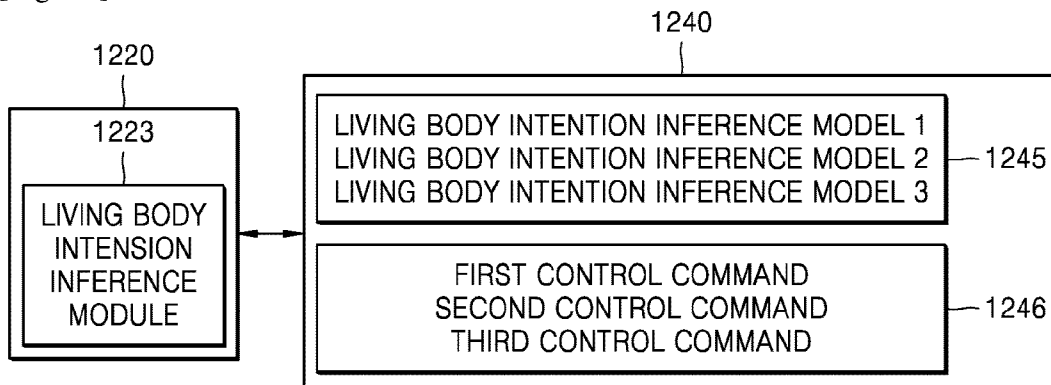 1240
1220
1223
LIVING BODY
INTENSION
INFERENCE
MODULE
LIVING BODY INTENTION INFERENCE MODEL 1
LIVING BODY INTENTION INFERENCE MODEL 2
LIVING BODY INTENTION INFERENCE MODEL 3
1245
FIRST CONTROL COMMAND
SECOND CONTROL COMMAND
THIRD CONTROL COMMAND
1246